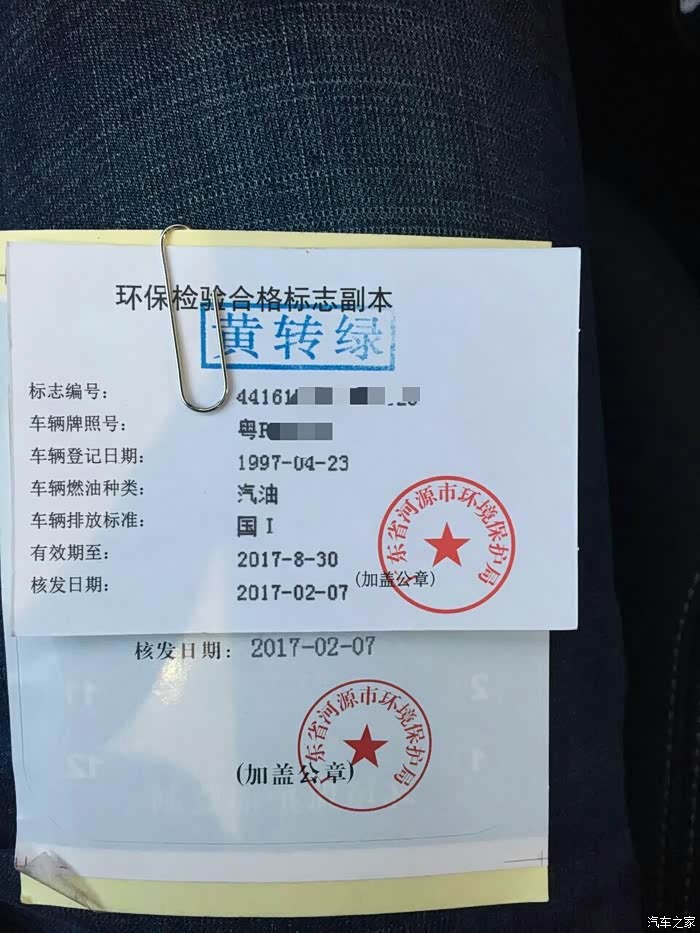 环保检验合格标志副本
黄转绿
标志编号: 44161
车辆牌照号: 粤R
车辆登记日期: 1997-04-23
车辆燃油种类: 汽油
车辆排放标准: 国 I
有效期至: 2017-8-30
核发日期: 2017-02-07
(加盖公章)
东省河源市环境保护局
核发日期: 2017-02-07
东省河源市环境保护局
(加盖公章)
汽车之家